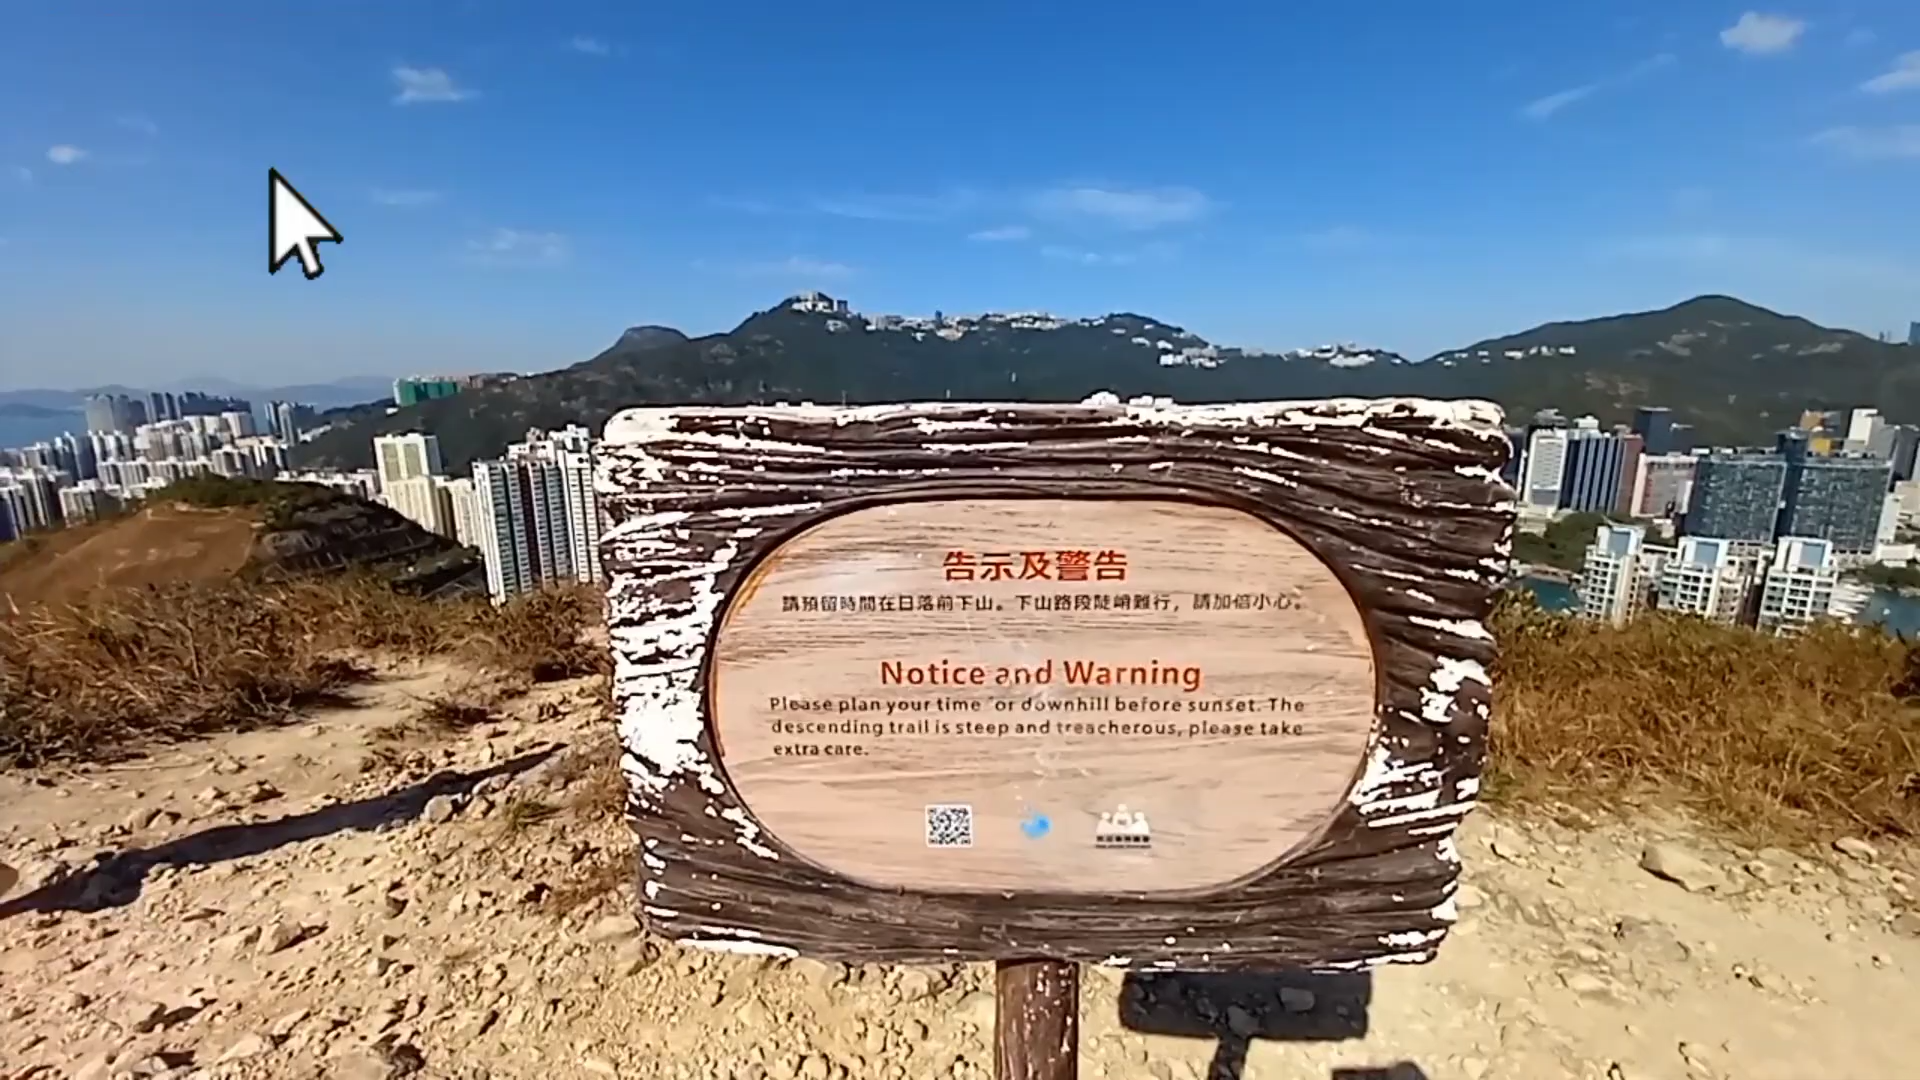 告示及警告
請預留時間在日落前下山。下山路段陡峭難行，請加倍小心。
Notice and Warning
Please plan your time for downhill before sunset. The
descending trail is steep and treacherous, please take
extra care.